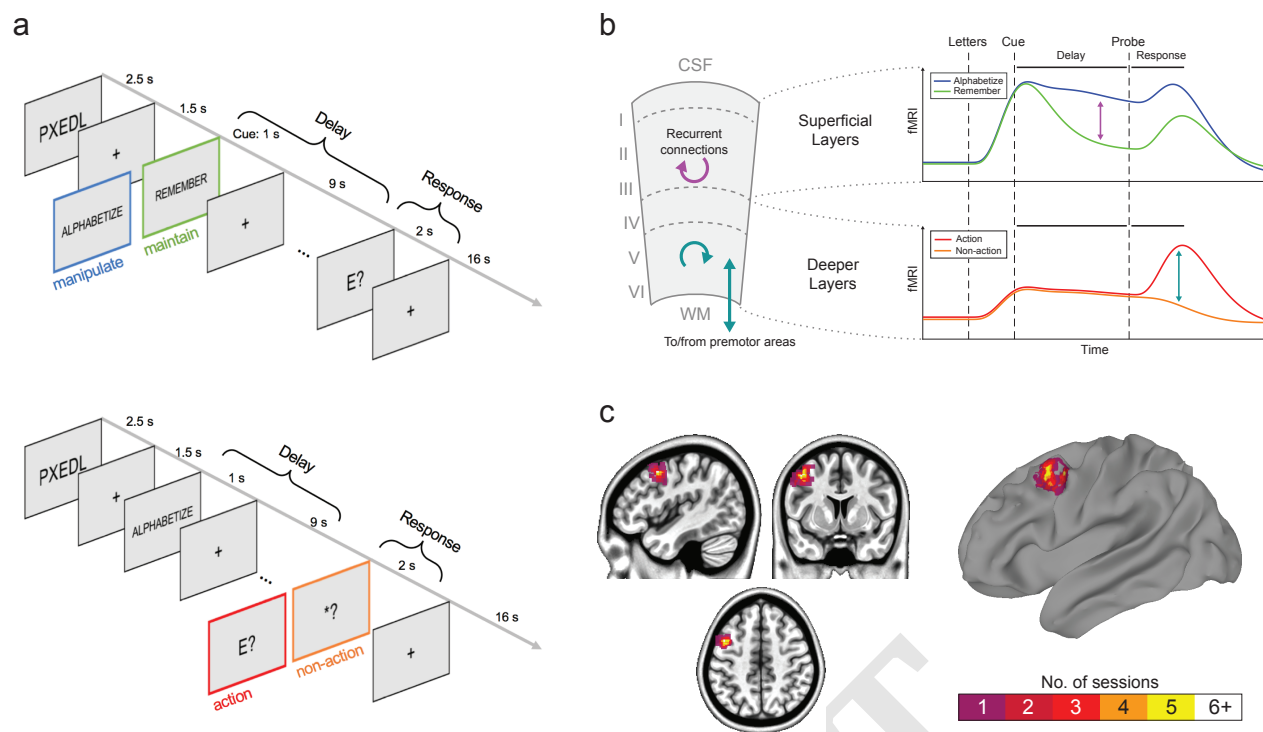 a
2.5 s
PXEDL
1.5 s
+
Cue: 1 s
Delay
ALPHABETIZE
REMEMBER
manipulate
maintain
+
9 s
...
Response
E?
2 s
+
16 s
2.5 s
PXEDL
1.5 s
+
1 s
Delay
ALPHABETIZE
9 s
+
...
Response
2 s
E?
*?
action
non-action
+
16 s
b
CSF
I
II
III
IV
V
VI
Recurrent
connections
WM
To/from premotor areas
Superficial
Layers
Deeper
Layers
Letters Cue Probe
Delay Response
Alphabetize
Remember
fMRI
Action
Non-action
fMRI
Time
c
No. of sessions
1 2 3 4 5 6+